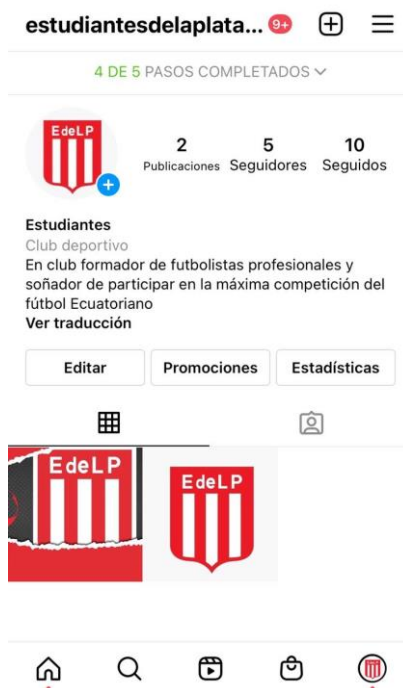 estudiantesdelaplata... 9+
4 DE 5 PASOS COMPLETADOS
EdeLP
2 5 10
Publicaciones Seguidores Seguidos
Estudiantes
Club deportivo
En club formador de futbolistas profesionales y
soñador de participar en la máxima competición del
fútbol Ecuatoriano
Ver traducción
Editar Promociones Estadísticas
EdeLP EdeLP